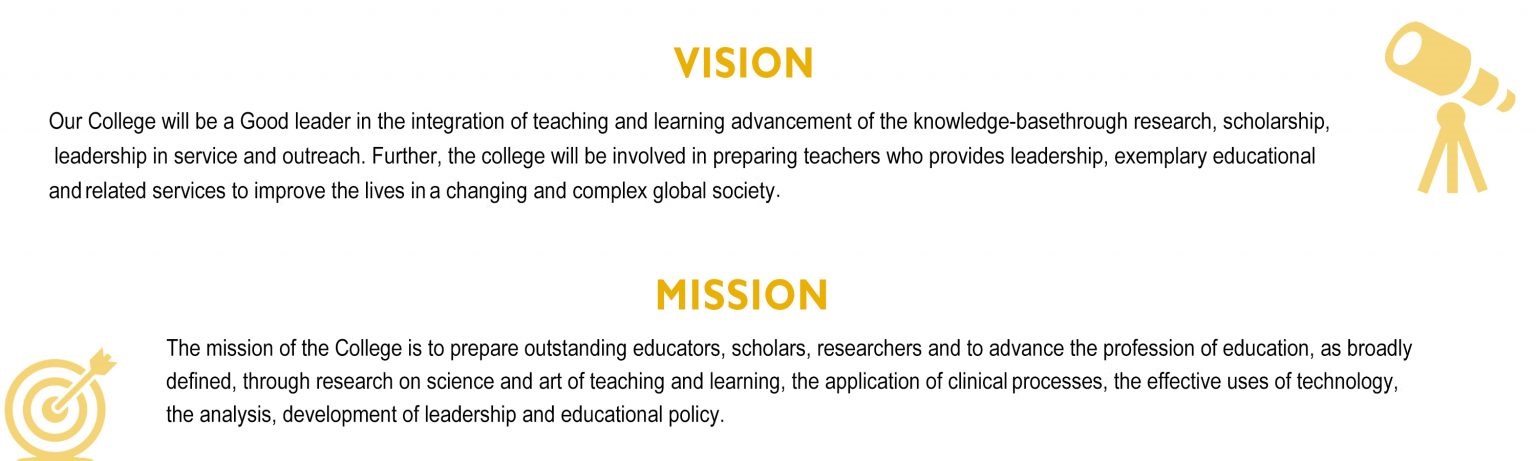 VISION
Our College will be a Good leader in the integration of teaching and learning advancement of the knowledge-basethrough research, scholarship,
leadership in service and outreach. Further, the college will be involved in preparing teachers who provides leadership, exemplary educational
and related services to improve the lives in a changing and complex global society.
MISSION
The mission of the College is to prepare outstanding educators, scholars, researchers and to advance the profession of education, as broadly
defined, through research on science and art of teaching and learning, the application of clinical processes, the effective uses of technology,
the analysis, development of leadership and educational policy.